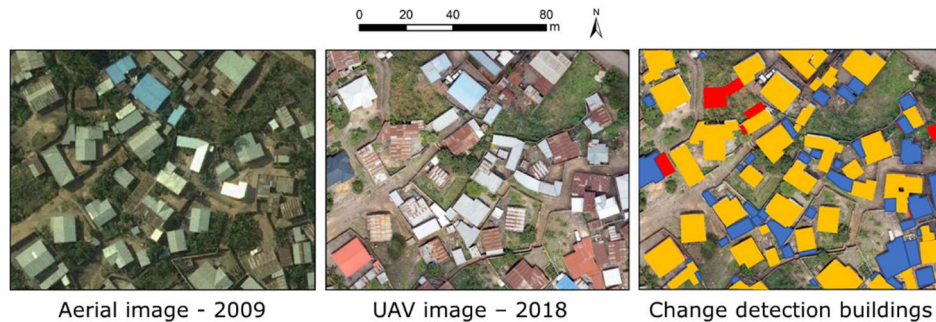 N
0 20 40 80
m
Aerial image - 2009
UAV image – 2018
Change detection buildings